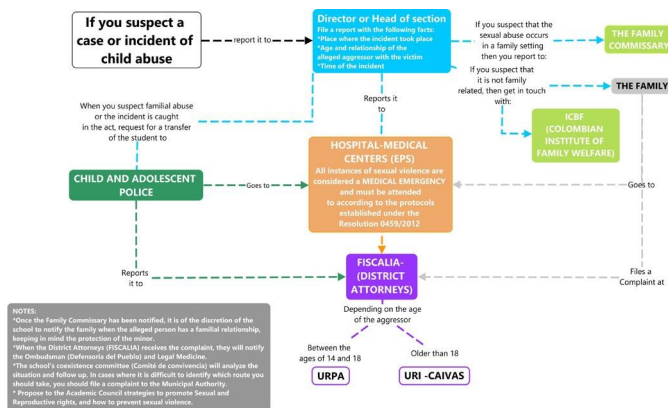 If you suspect a
case or incident of
child abuse
report it to
Director or Head of section
File a report with the following facts:
*Place where the incident took place
*Age and relationship of the
alleged aggressor with the victim
*Time of the incident
If you suspect that the
sexual abuse occurs
in a family setting
then you report to:
THE FAMILY
COMMISSARY
If you suspect that
it is not family
related, then get in touch
with:
THE FAMILY
ICBF
(COLOMBIAN
INSTITUTE OF
FAMILY WELFARE)
When you suspect familial abuse
or the incident is caught
in the act, request for a transfer
of the student to
Reports it
to
HOSPITAL-MEDICAL
CENTERS (EPS)
All instances of sexual violence are
considered a MEDICAL EMERGENCY
and must be attended
to according to the protocols
established under the
Resolution 0459/2012
CHILD AND ADOLESCENT
POLICE
Goes to
Goes to
Reports
it to
FISCALIA-
(DISTRICT
ATTORNEYS)
Files a
Complaint at
Depending on the age
of the aggressor
Between the
ages of 14 and 18
Older than 18
URPA
URI -CAIVAS
NOTES:
*Once the Family Commissary has been notified, it is of the discretion of the
school to notify the family when the alleged person has a familial relationship,
keeping in mind the protection of the minor.
*When the District Attorneys (FISCALIA) receives the complaint, they will notify
the Ombudsman (Defensoría del Pueblo) and Legal Medicine.
*The school's coexistence committee (Comité de convivencia) will analyze the
situation and follow up. In cases where it is difficult to identify which route you
should take, you should file a complaint to the Municipal Authority.
* Propose to the Academic Council strategies to promote Sexual and
Reproductive rights, and how to prevent sexual violence.